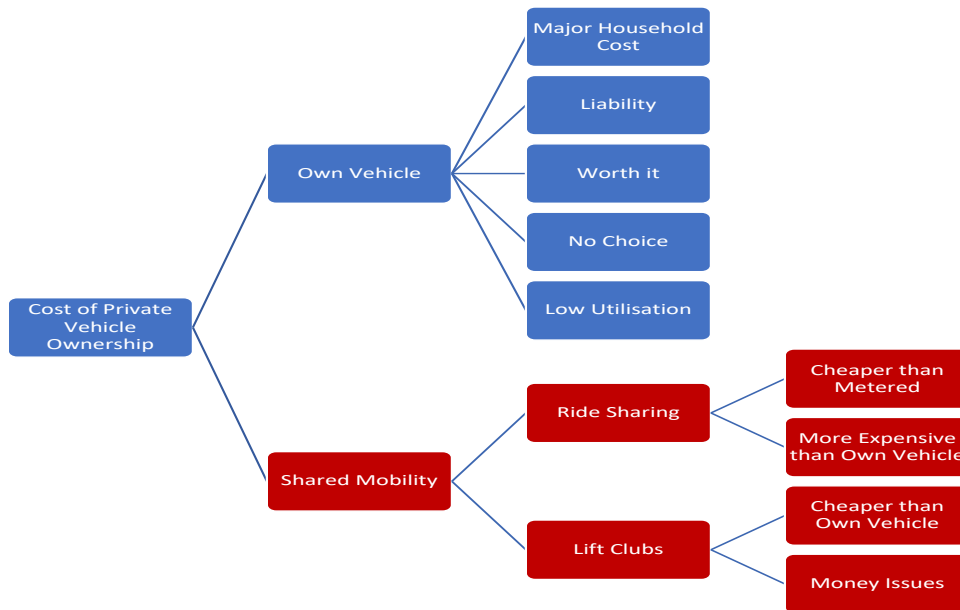 Major Household
Cost
Liability
Own Vehicle
Worth it
No Choice
Low Utilisation
Cost of Private
Vehicle
Ownership
Cheaper than
Metered
Ride Sharing
More Expensive
than Own Vehicle
Shared Mobility
Cheaper than
Own Vehicle
Lift Clubs
Money Issues